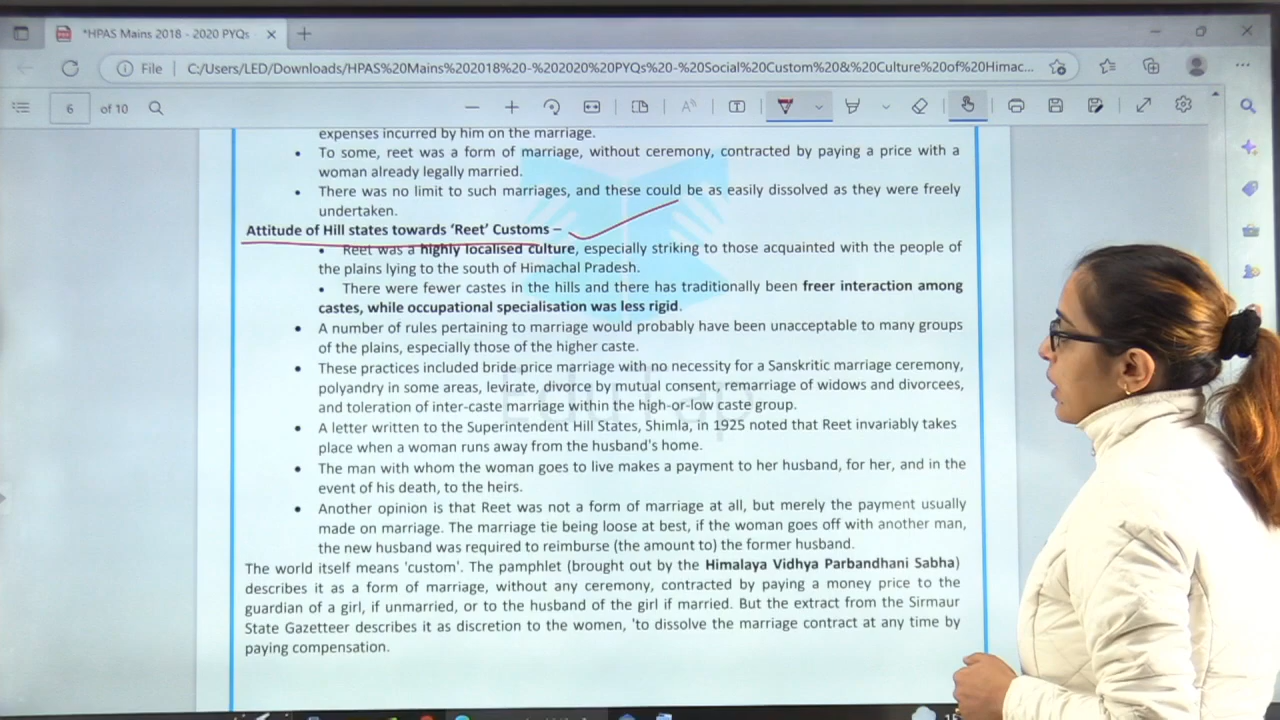 *HPAS Mains 2018 - 2020 PYQs
File
C:/Users/LED/Downloads/HPAS%20Mains%202018%20-%202020%20PYQs%20-%20Social%20Custom%20&%20Culture%20of%20Himac...
6 of 10
expenses incurred by him on the marriage.
• To some, reet was a form of marriage, without ceremony, contracted by paying a price with a
woman already legally married.
• There was no limit to such marriages, and these could be as easily dissolved as they were freely
undertaken.
Attitude of Hill states towards ‘Reet’ Customs –
• Reet was a highly localised culture, especially striking to those acquainted with the people of
the plains lying to the south of Himachal Pradesh.
• There were fewer castes in the hills and there has traditionally been freer interaction among
castes, while occupational specialisation was less rigid.
• A number of rules pertaining to marriage would probably have been unacceptable to many groups
of the plains, especially those of the higher caste.
• These practices included bride price marriage with no necessity for a Sanskritic marriage ceremony,
polyandry in some areas, levirate, divorce by mutual consent, remarriage of widows and divorcees,
and toleration of inter-caste marriage within the high-or-low caste group.
• A letter written to the Superintendent Hill States, Shimla, in 1925 noted that Reet invariably takes
place when a woman runs away from the husband's home.
• The man with whom the woman goes to live makes a payment to her husband, for her, and in the
event of his death, to the heirs.
• Another opinion is that Reet was not a form of marriage at all, but merely the payment usually
made on marriage. The marriage tie being loose at best, if the woman goes off with another man,
the new husband was required to reimburse (the amount to) the former husband.
The world itself means 'custom'. The pamphlet (brought out by the Himalaya Vidhya Parbandhani Sabha)
describes it as a form of marriage, without any ceremony, contracted by paying a money price to the
guardian of a girl, if unmarried, or to the husband of the girl if married. But the extract from the Sirmaur
State Gazetteer describes it as discretion to the women, 'to dissolve the marriage contract at any time by
paying compensation.